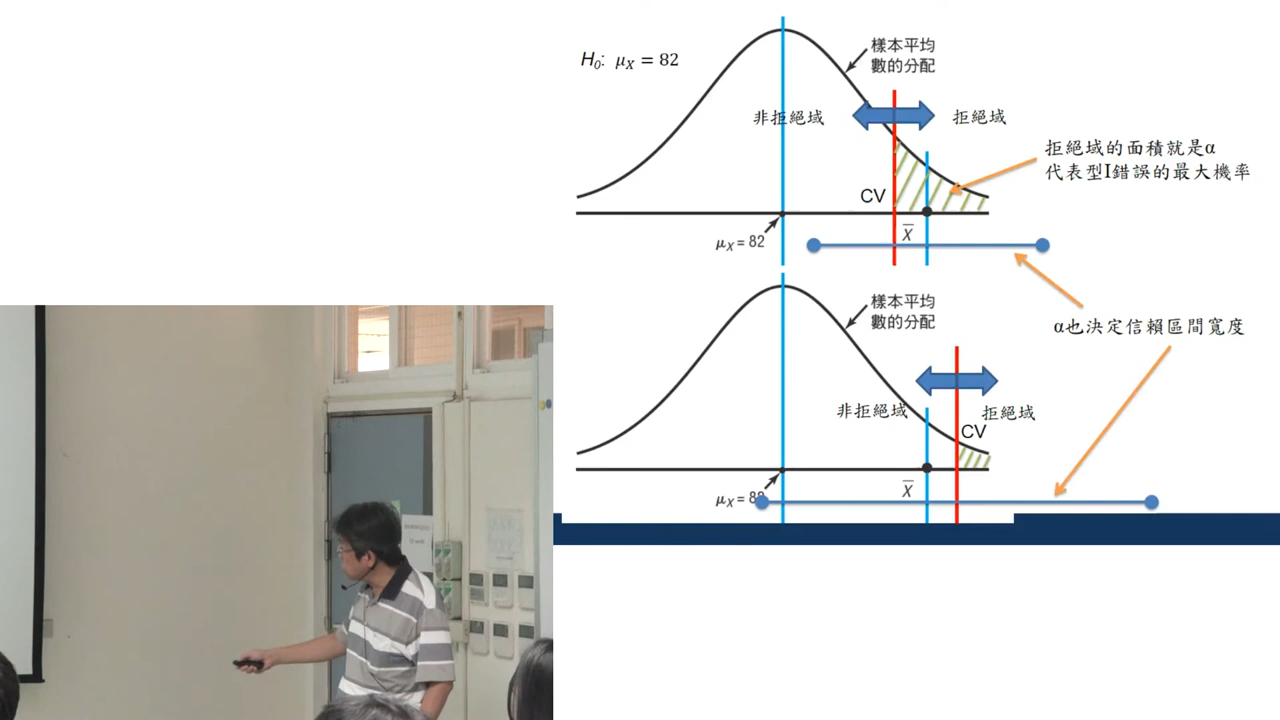 H₀: μX = 82
樣本平均
數的分配
非拒絕域
拒絕域
拒絕域的面積就是α
代表型I錯誤的最大機率
CV
μX = 82
X̄
樣本平均
數的分配
α也決定信賴區間寬度
非拒絕域
拒絕域
CV
μX = 82
X̄